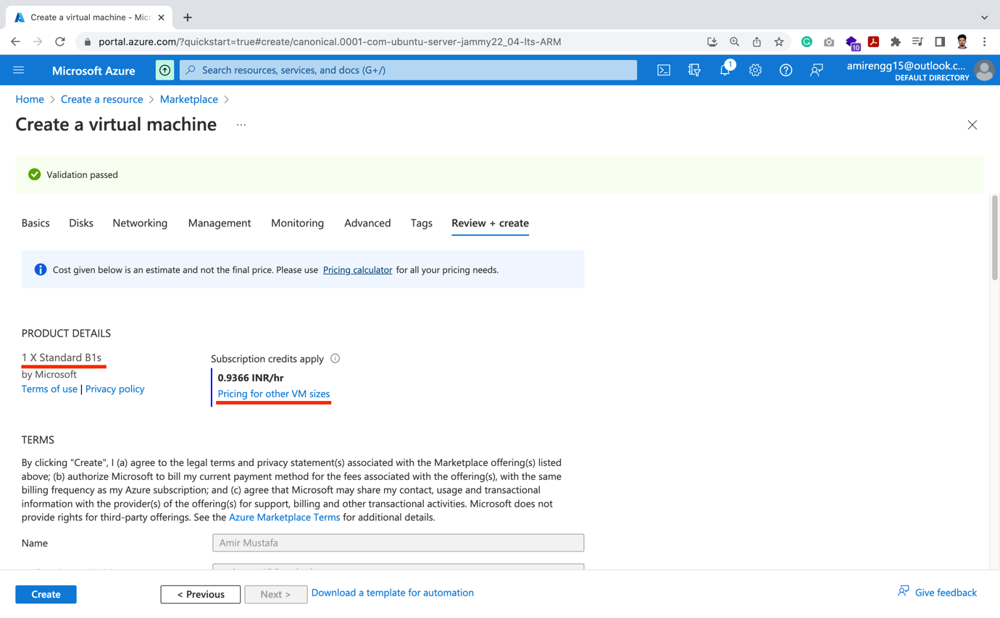 Create a virtual machine - Micr
portal.azure.com/?quickstart=true#create/canonical.0001-com-ubuntu-server-jammy22_04-lts-ARM
10
Microsoft Azure
Search resources, services, and docs (G+/)
1
amirengg15@outlook.c...
DEFAULT DIRECTORY
Home > Create a resource > Marketplace >
Create a virtual machine ...
Validation passed
Basics Disks Networking Management Monitoring Advanced Tags Review + create
Cost given below is an estimate and not the final price. Please use Pricing calculator for all your pricing needs.
PRODUCT DETAILS
1 X Standard B1s
by Microsoft
Terms of use | Privacy policy
Subscription credits apply
0.9366 INR/hr
Pricing for other VM sizes
TERMS
By clicking "Create", I (a) agree to the legal terms and privacy statement(s) associated with the Marketplace offering(s) listed
above; (b) authorize Microsoft to bill my current payment method for the fees associated with the offering(s), with the same
billing frequency as my Azure subscription; and (c) agree that Microsoft may share my contact, usage and transactional
information with the provider(s) of the offering(s) for support, billing and other transactional activities. Microsoft does not
provide rights for third-party offerings. See the Azure Marketplace Terms for additional details.
Name
Amir Mustafa
Create
< Previous
Next >
Download a template for automation
Give feedback